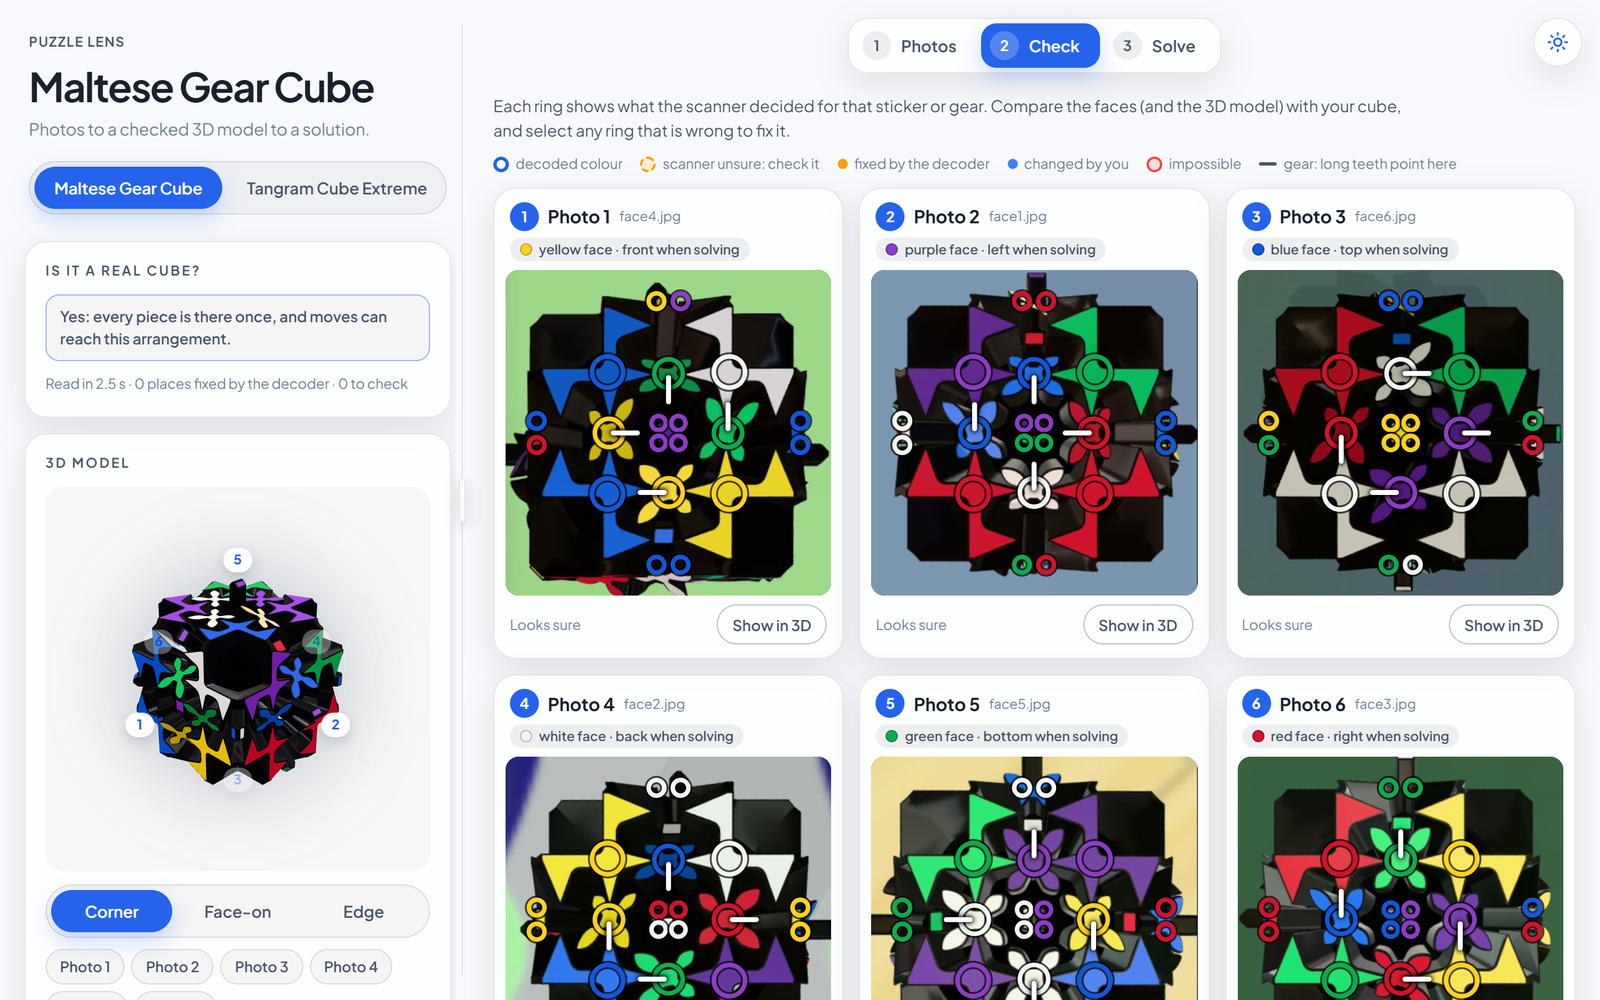 PUZZLE LENS
Maltese Gear Cube
Photos to a checked 3D model to a solution.
Maltese Gear Cube
Tangram Cube Extreme
IS IT A REAL CUBE?
Yes: every piece is there once, and moves can
reach this arrangement.
Read in 2.5 s · 0 places fixed by the decoder · 0 to check
3D MODEL
5
6
4
1
2
3
Corner
Face-on
Edge
Photo 1
Photo 2
Photo 3
Photo 4
1 Photos
2 Check
3 Solve
Each ring shows what the scanner decided for that sticker or gear. Compare the faces (and the 3D model) with your cube,
and select any ring that is wrong to fix it.
decoded colour
scanner unsure: check it
fixed by the decoder
changed by you
impossible
gear: long teeth point here
1 Photo 1 face4.jpg
yellow face · front when solving
Looks sure
Show in 3D
2 Photo 2 face1.jpg
purple face · left when solving
Looks sure
Show in 3D
3 Photo 3 face6.jpg
blue face · top when solving
Looks sure
Show in 3D
4 Photo 4 face2.jpg
white face · back when solving
5 Photo 5 face5.jpg
green face · bottom when solving
6 Photo 6 face3.jpg
red face · right when solving